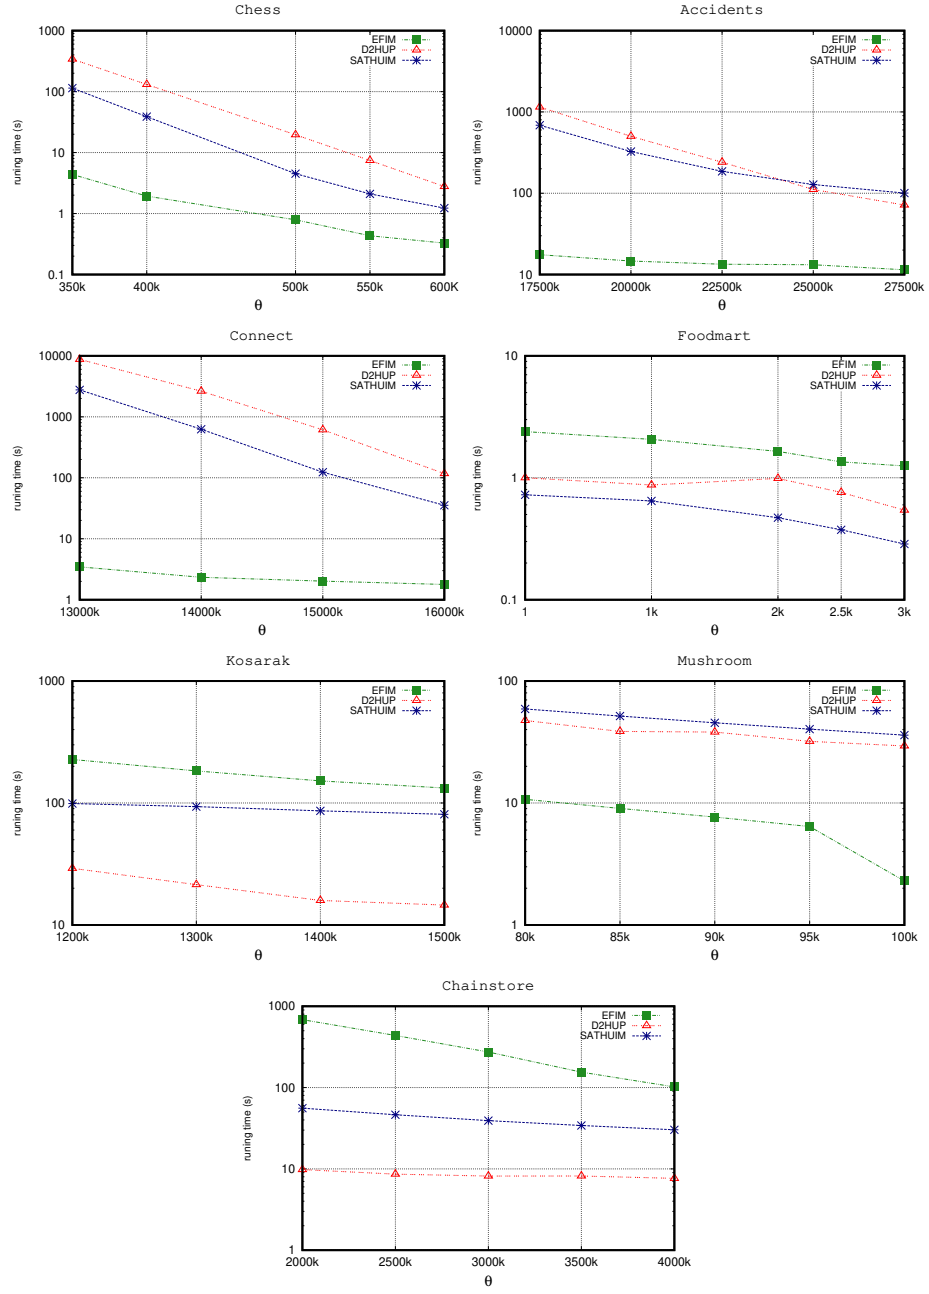 Chess
runing time (s)
1000
100
10
1
0.1
350k 400k 500k 550k 600K
θ
EFIM
D2HUP
SATHUIM
Accidents
runing time (s)
10000
1000
100
10
17500k 20000k 22500k 25000k 27500k
θ
EFIM
D2HUP
SATHUIM
Connect
runing time (s)
10000
1000
100
10
1
13000k 14000k 15000k 16000k
θ
EFIM
D2HUP
SATHUIM
Foodmart
runing time (s)
10
1
0.1
1 1k 2k 2.5k 3k
θ
EFIM
D2HUP
SATHUIM
Kosarak
runing time (s)
1000
100
10
1200k 1300k 1400k 1500k
θ
EFIM
D2HUP
SATHUIM
Mushroom
runing time (s)
100
10
1
80k 85k 90k 95k 100k
θ
EFIM
D2HUP
SATHUIM
Chainstore
runing time (s)
1000
100
10
1
2000k 2500k 3000k 3500k 4000k
θ
EFIM
D2HUP
SATHUIM